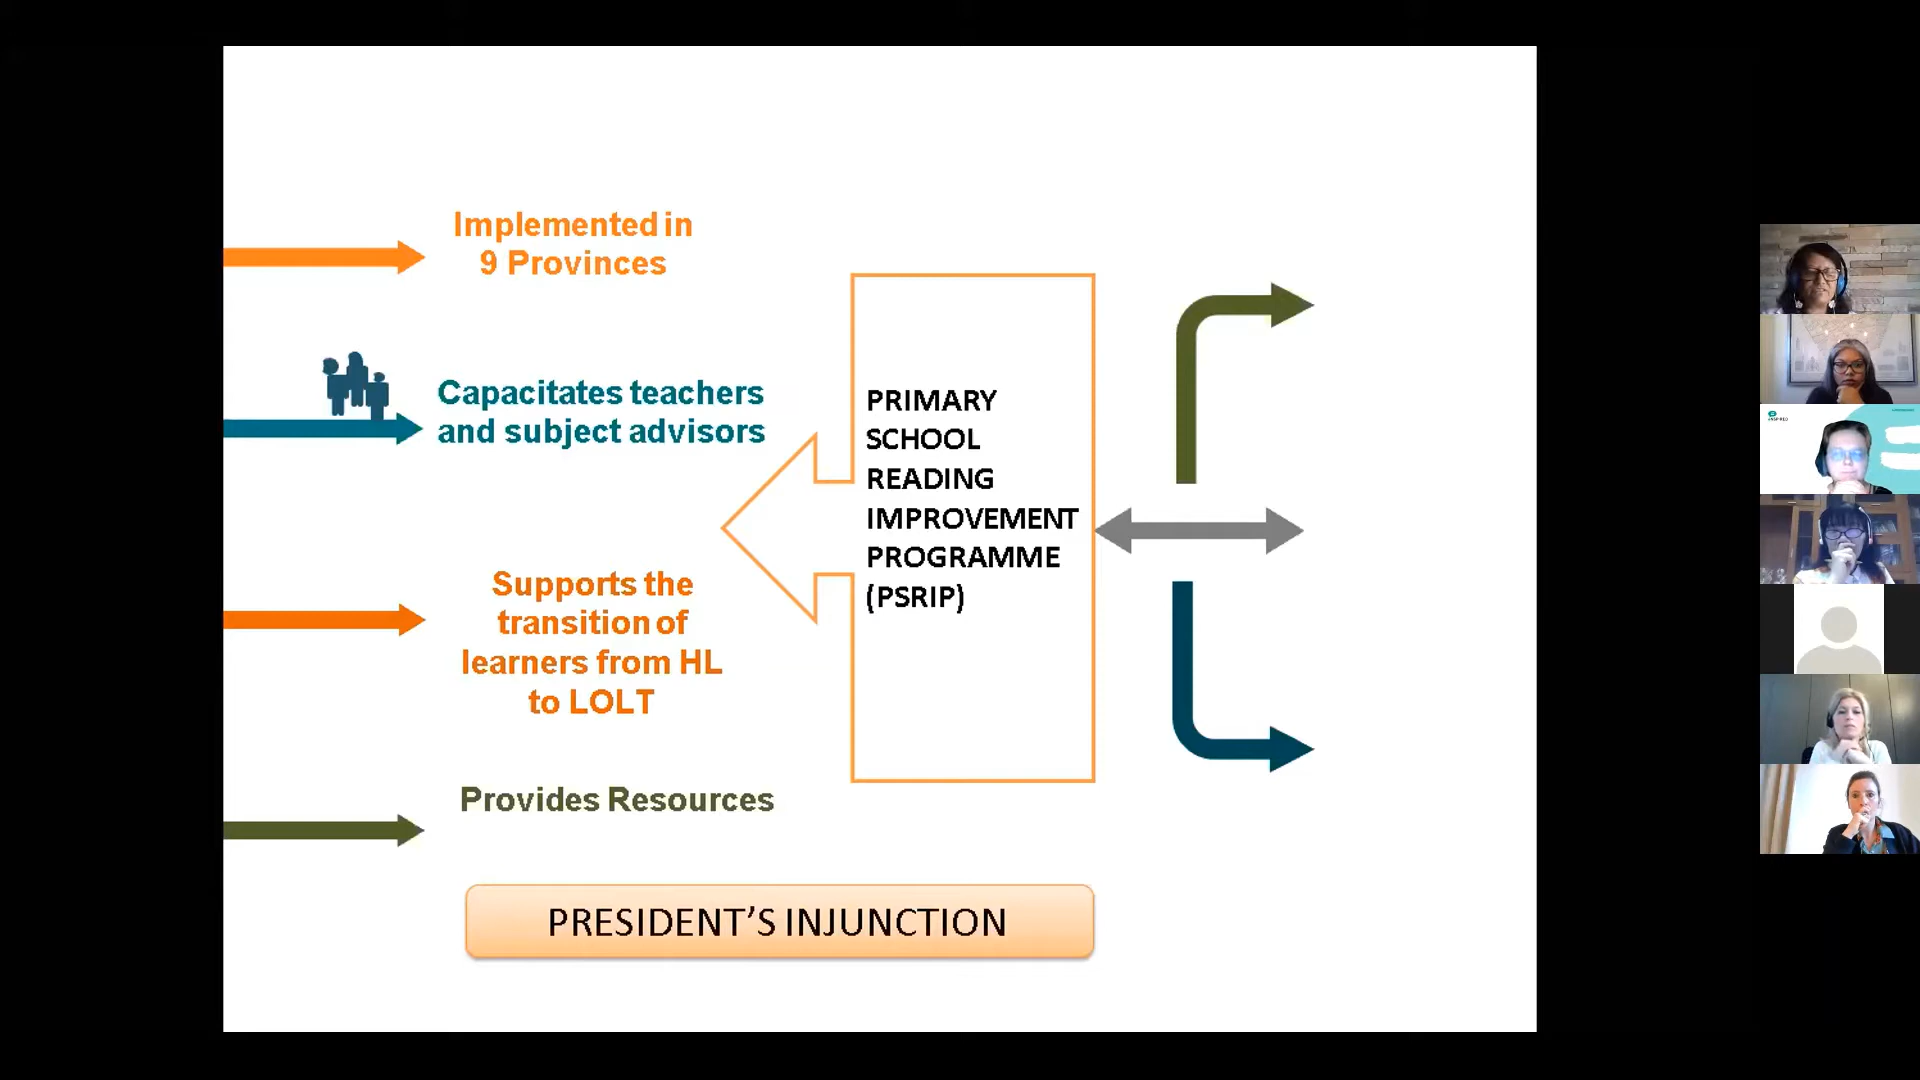 Implemented in
9 Provinces
Capacitates teachers
and subject advisors
Supports the
transition of
learners from HL
to LOLT
Provides Resources
PRIMARY
SCHOOL
READING
IMPROVEMENT
PROGRAMME
(PSRIP)
PRESIDENT’S INJUNCTION